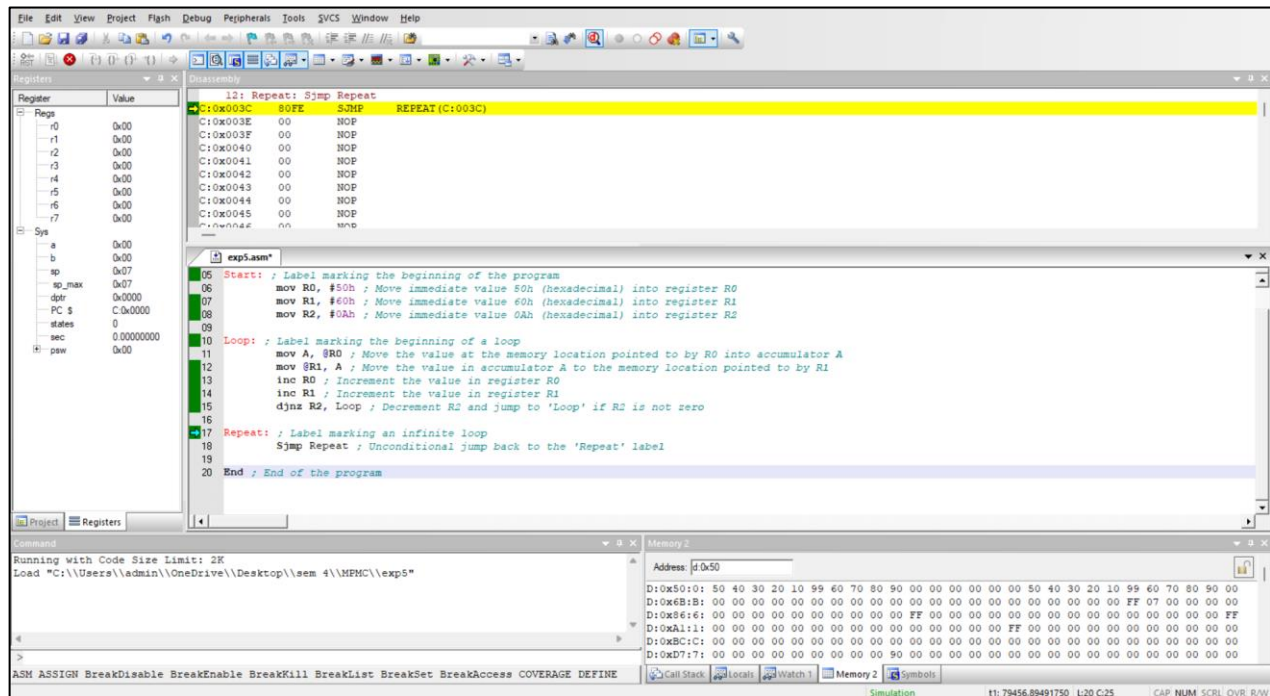 File Edit View Project Flash Debug Peripherals Tools SVCS Window Help
Registers
Register Value
Regs
r0 0x00
r1 0x00
r2 0x00
r3 0x00
r4 0x00
r5 0x00
r6 0x00
r7 0x00
Sys
a 0x00
b 0x00
sp 0x07
sp_max 0x07
dptr 0x0000
PC $ C:0x0000
states 0
sec 0.00000000
psw 0x00
Project Registers
Disassembly
12: Repeat: Sjmp Repeat
C:0x003C 80FE SJMP REPEAT(C:003C)
C:0x003E 00 NOP
C:0x003F 00 NOP
C:0x0040 00 NOP
C:0x0041 00 NOP
C:0x0042 00 NOP
C:0x0043 00 NOP
C:0x0044 00 NOP
C:0x0045 00 NOP
C:0x0046 00 NOP
exp5.asm*
05 Start: ; Label marking the beginning of the program
06 mov R0, #50h ; Move immediate value 50h (hexadecimal) into register R0
07 mov R1, #60h ; Move immediate value 60h (hexadecimal) into register R1
08 mov R2, #0Ah ; Move immediate value 0Ah (hexadecimal) into register R2
09
10 Loop: ; Label marking the beginning of a loop
11 mov A, @R0 ; Move the value at the memory location pointed to by R0 into accumulator A
12 mov @R1, A ; Move the value in accumulator A to the memory location pointed to by R1
13 inc R0 ; Increment the value in register R0
14 inc R1 ; Increment the value in register R1
15 djnz R2, Loop ; Decrement R2 and jump to 'Loop' if R2 is not zero
16
17 Repeat: ; Label marking an infinite loop
18 Sjmp Repeat ; Unconditional jump back to the 'Repeat' label
19
20 End ; End of the program
Command
Running with Code Size Limit: 2K
Load "C:\\Users\\admin\\OneDrive\\Desktop\\sem 4\\MPMC\\exp5"
>
ASM ASSIGN BreakDisable BreakEnable BreakKill BreakList BreakSet BreakAccess COVERAGE DEFINE
Memory 2
Address: d:0x50
D:0x50:0: 50 40 30 20 10 99 60 70 80 90 00 00 00 00 00 00 50 40 30 20 10 99 60 70 80 90 00
D:0x6B:B: 00 00 00 00 00 00 00 00 00 00 00 00 00 00 00 00 00 00 00 00 00 FF 07 00 00 00 00
D:0x86:6: 00 00 00 00 00 00 00 00 00 00 FF 00 00 00 00 00 00 00 00 00 00 00 00 00 00 00 FF
D:0xA1:1: 00 00 00 00 00 00 00 00 00 00 00 00 00 00 00 FF 00 00 00 00 00 00 00 00 00 00 00
D:0xBC:C: 00 00 00 00 00 00 00 00 00 00 00 00 00 00 00 00 00 00 00 00 00 00 00 00 00 00 00
D:0xD7:7: 00 00 00 00 00 00 00 00 00 90 00 00 00 00 00 00 00 00 00 00 00 00 00 00 00 00 00
Call Stack Locals Watch 1 Memory 2 Symbols
Simulation t1: 79456.89491750 L:20 C:25 CAP NUM SCRL OVR R/W